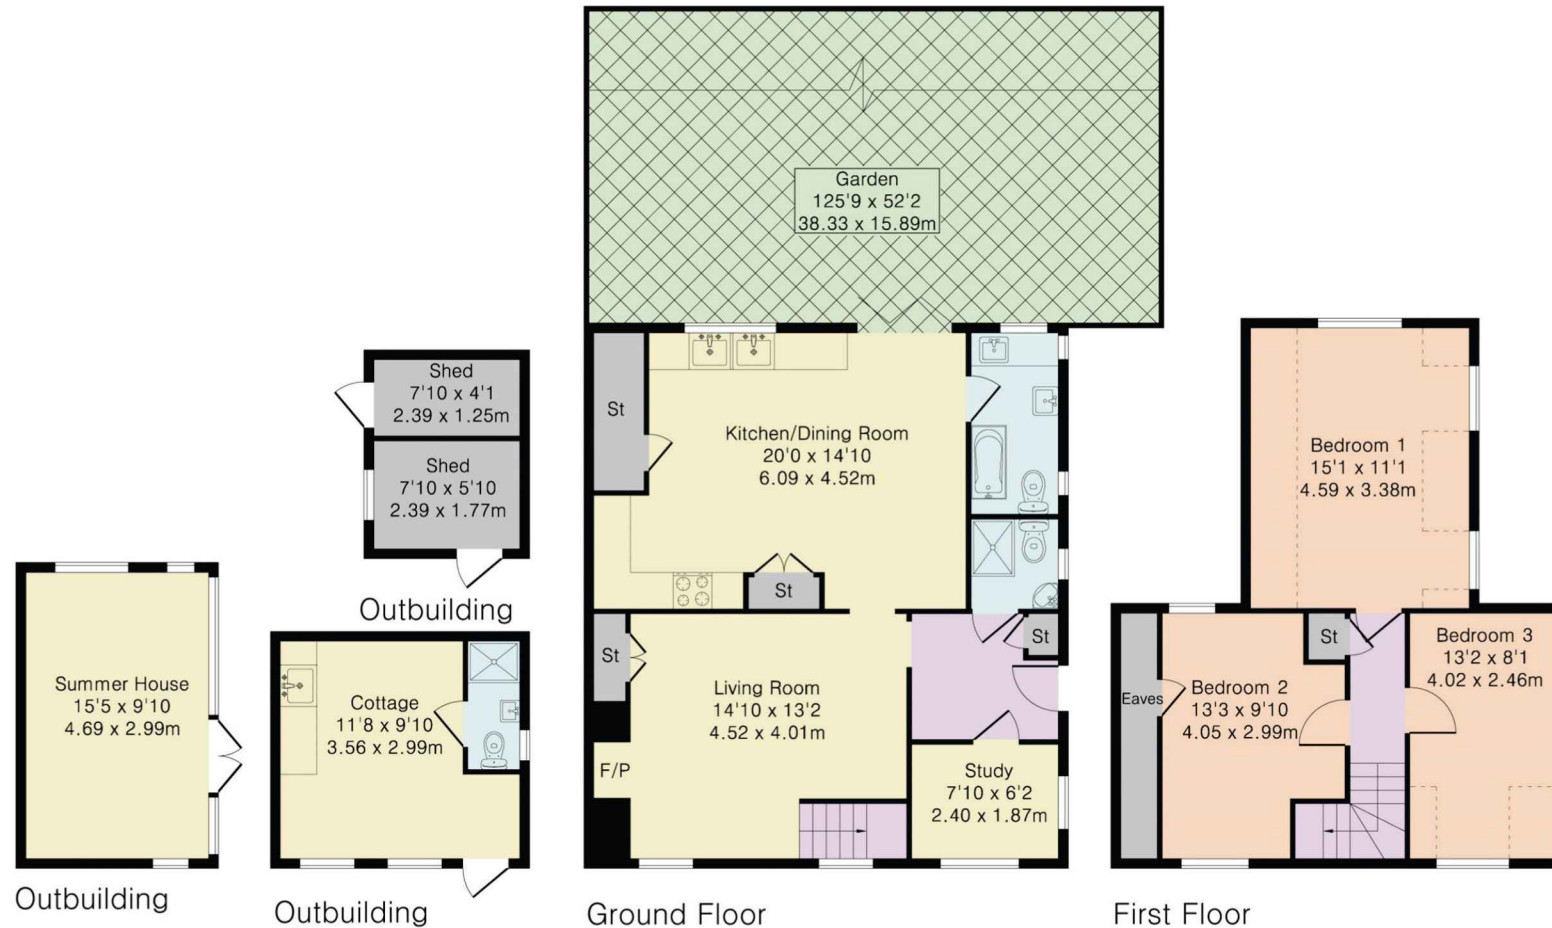 Garden
125'9 x 52'2
38.33 x 15.89m
St
Kitchen/Dining Room
20'0 x 14'10
6.09 x 4.52m
St
St
Living Room
14'10 x 13'2
4.52 x 4.01m
F/P
St
Study
7'10 x 6'2
2.40 x 1.87m
Ground Floor
Shed
7'10 x 4'1
2.39 x 1.25m
Shed
7'10 x 5'10
2.39 x 1.77m
Outbuilding
Summer House
15'5 x 9'10
4.69 x 2.99m
Outbuilding
Cottage
11'8 x 9'10
3.56 x 2.99m
Outbuilding
Bedroom 1
15'1 x 11'1
4.59 x 3.38m
St
Bedroom 3
13'2 x 8'1
4.02 x 2.46m
Eaves
Bedroom 2
13'3 x 9'10
4.05 x 2.99m
First Floor